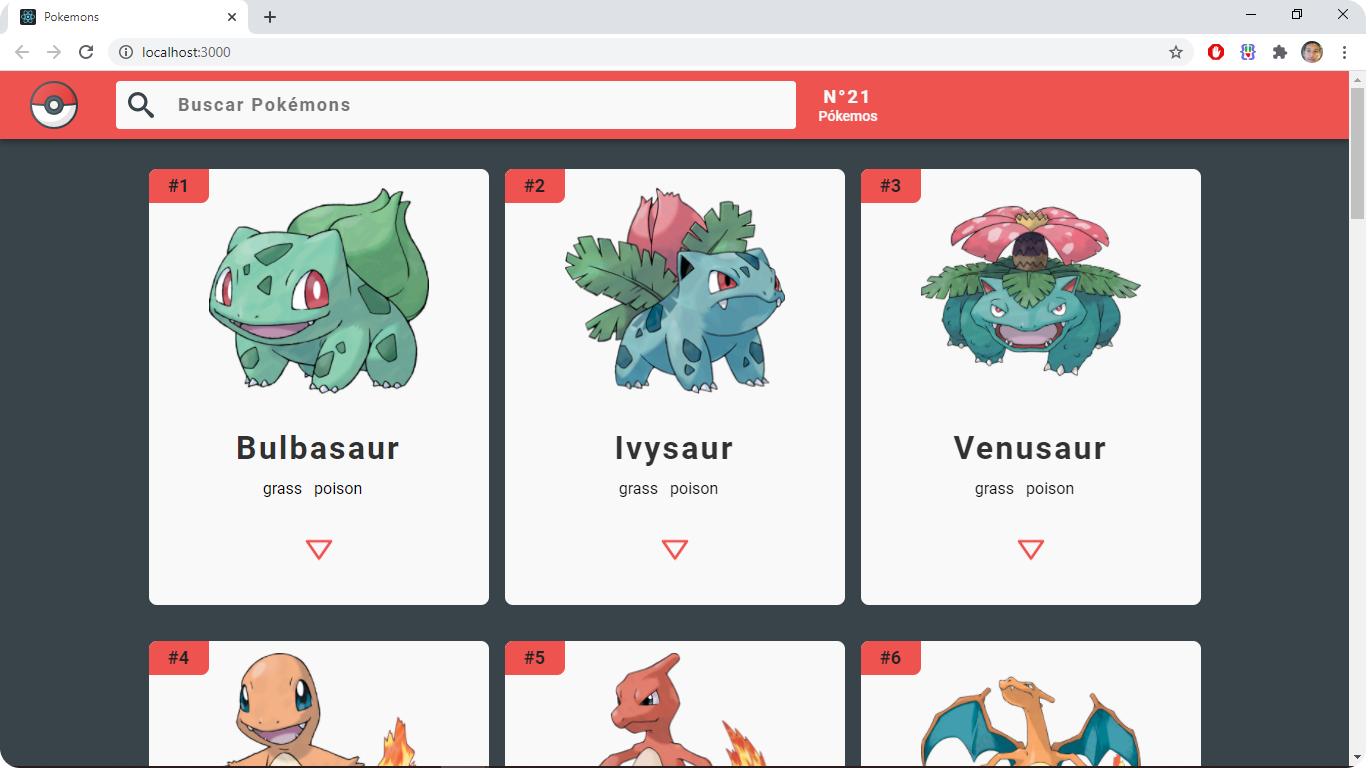 Pokemons
localhost:3000
Buscar Pokémons
N°21
Pókemos
#1
#2
#3
Bulbasaur
Ivysaur
Venusaur
grass poison
grass poison
grass poison
#4
#5
#6